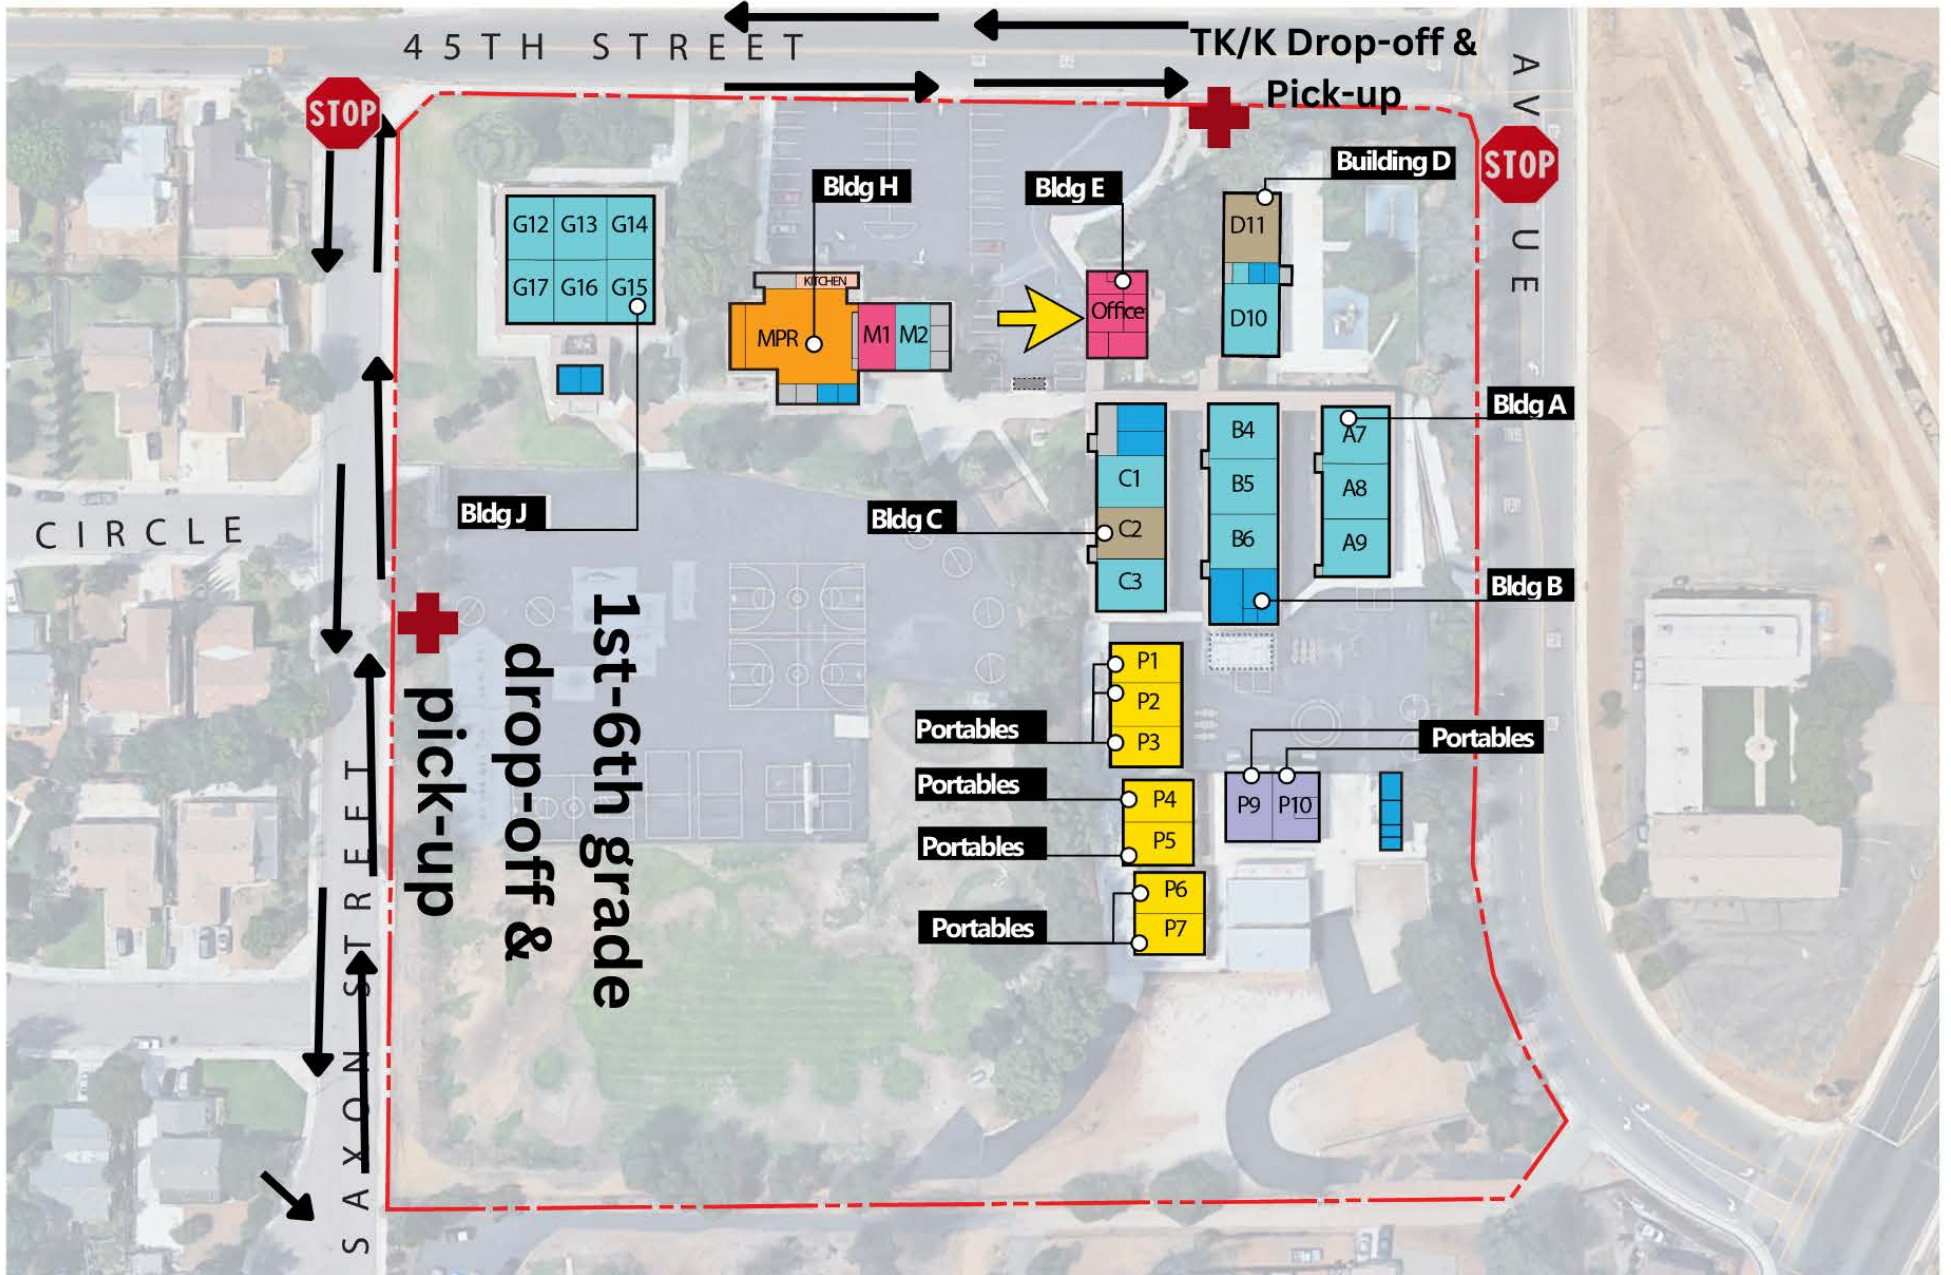 45TH STREET
TK/K Drop-off &
Pick-up
STOP
STOP
AV UE
Building D
Bldg H
Bldg E
G12 G13 G14
G17 G16 G15
D11
D10
KITCHEN
MPR
M1
M2
Office
Bldg A
Bldg J
Bldg C
Bldg B
C1
C2
C3
B4
B5
B6
A7
A8
A9
CIRCLE
1st-6th grade
drop-off &
pick-up
P1
P2
P3
Portables
Portables
Portables
Portables
Portables
P4
P5
P9
P10
P6
P7
SAXON STREET